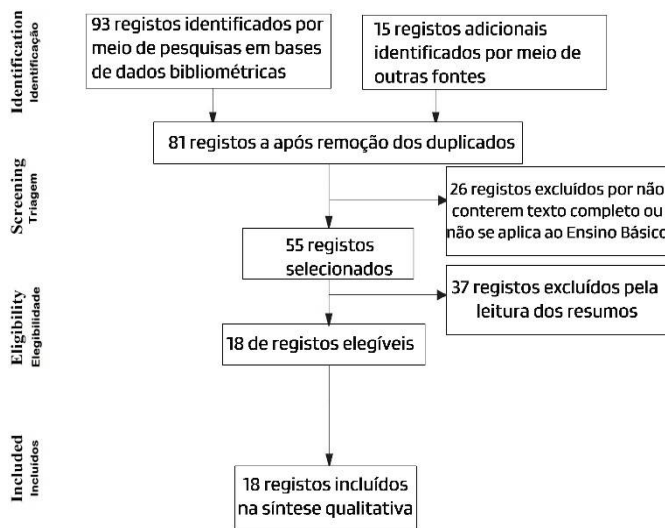 Identification
Identificação
93 registos identificados por
meio de pesquisas em bases
de dados bibliométricas
15 registos adicionais
identificados por meio de
outras fontes
81 registos a após remoção dos duplicados
Screening
Triagem
26 registos excluídos por não
conterem texto completo ou
não se aplica ao Ensino Básico
55 registos
selecionados
Eligibility
Elegibilidade
37 registos excluídos pela
leitura dos resumos
18 de registos elegíveis
Included
Incluídos
18 registos incluídos
na síntese qualitativa